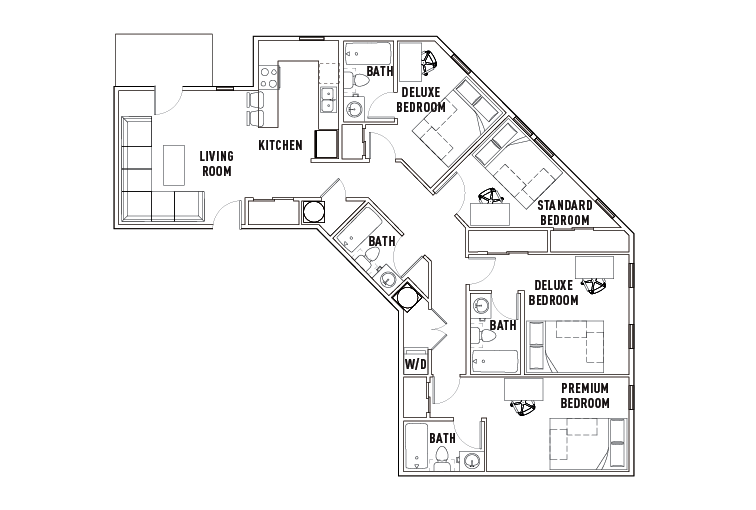 BATH
DELUXE
BEDROOM
KITCHEN
LIVING
ROOM
STANDARD
BEDROOM
BATH
DELUXE
BEDROOM
BATH
W/D
PREMIUM
BEDROOM
BATH